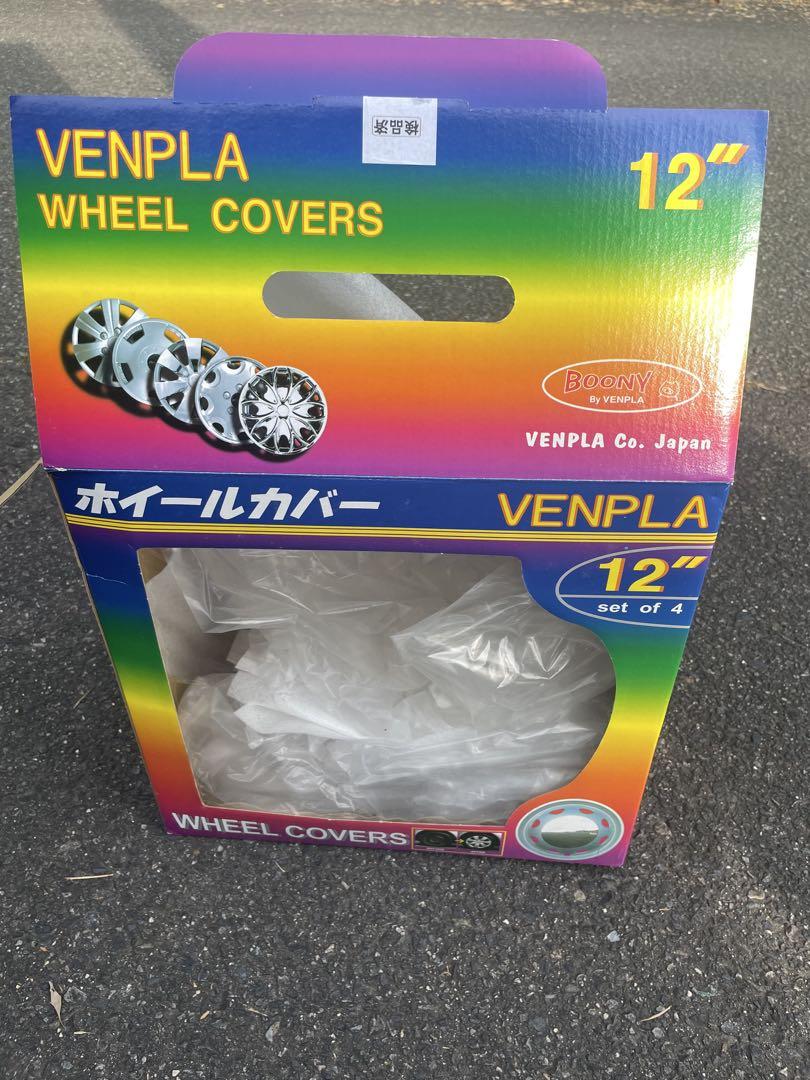 検品済
VENPLA
WHEEL COVERS
12"
BOONY
By VENPLA
VENPLA Co. Japan
ホイールカバー
VENPLA
12"
set of 4
WHEEL COVERS